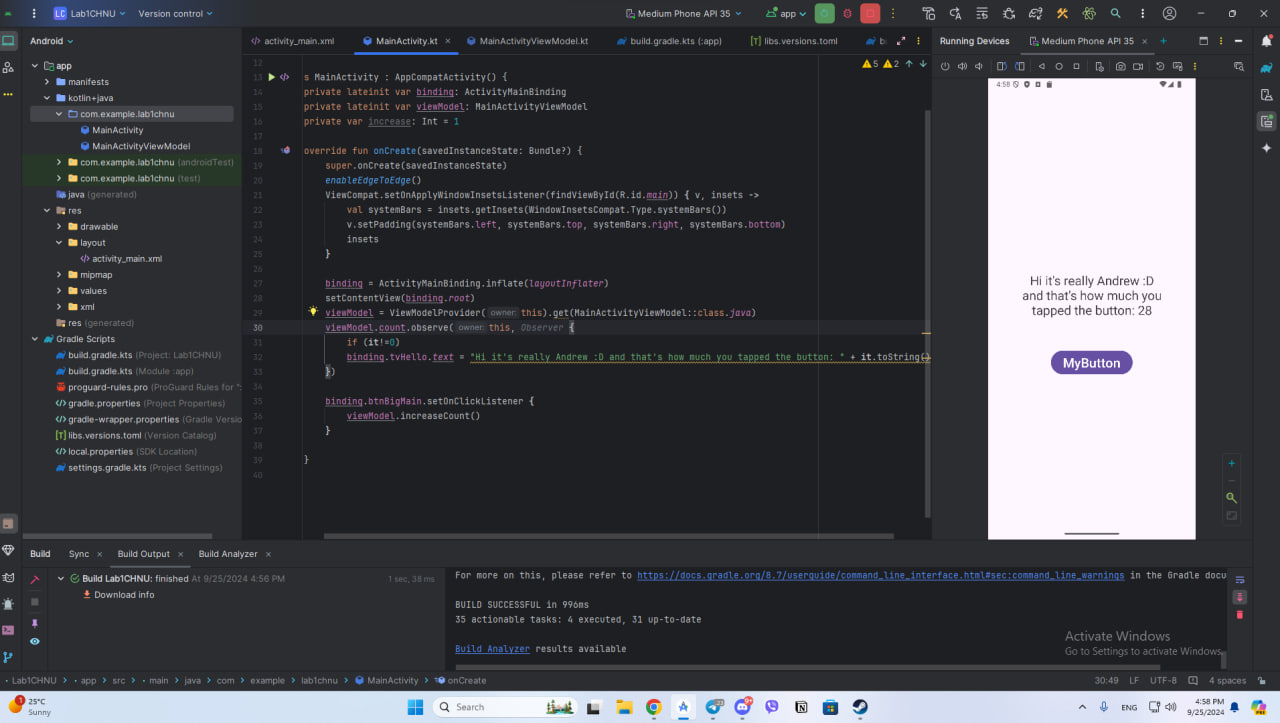 LC Lab1CHNU Version control Medium Phone API 35 app
Android
activity_main.xml MainActivity.kt MainActivityViewModel.kt build.gradle.kts (:app) libs.versions.toml
Running Devices Medium Phone API 35
app
manifests
kotlin+java
com.example.lab1chnu
MainActivity
MainActivityViewModel
com.example.lab1chnu (androidTest)
com.example.lab1chnu (test)
java (generated)
res
drawable
layout
activity_main.xml
mipmap
values
xml
res (generated)
Gradle Scripts
build.gradle.kts (Project: Lab1CHNU)
build.gradle.kts (Module :app)
proguard-rules.pro (ProGuard Rules for ":
gradle.properties (Project Properties)
gradle-wrapper.properties (Gradle Versio
libs.versions.toml (Version Catalog)
local.properties (SDK Location)
settings.gradle.kts (Project Settings)
5 2
12
13 s MainActivity : AppCompatActivity() {
14 private lateinit var binding: ActivityMainBinding
15 private lateinit var viewModel: MainActivityViewModel
16 private var increase: Int = 1
17
18 override fun onCreate(savedInstanceState: Bundle?) {
19 super.onCreate(savedInstanceState)
20 enableEdgeToEdge()
21 ViewCompat.setOnApplyWindowInsetsListener(findViewById(R.id.main)) { v, insets ->
22 val systemBars = insets.getInsets(WindowInsetsCompat.Type.systemBars())
23 v.setPadding(systemBars.left, systemBars.top, systemBars.right, systemBars.bottom)
24 insets
25 }
26
27 binding = ActivityMainBinding.inflate(layoutInflater)
28 setContentView(binding.root)
29 viewModel = ViewModelProvider( owner: this).get(MainActivityViewModel::class.java)
30 viewModel.count.observe( owner: this, Observer {
31 if (it!=0)
32 binding.tvHello.text = "Hi it's really Andrew :D and that's how much you tapped the button: " + it.toString()
33 })
34
35 binding.btnBigMain.setOnClickListener {
36 viewModel.increaseCount()
37 }
38
39 }
40
4:58
Hi it's really Andrew :D
and that's how much you
tapped the button: 28
MyButton
Build Sync Build Output Build Analyzer
Build Lab1CHNU: finished At 9/25/2024 4:56 PM 1 sec, 38 ms
Download info
For more on this, please refer to https://docs.gradle.org/8.7/userguide/command_line_interface.html#sec:command_line_warnings in the Gradle docu
BUILD SUCCESSFUL in 996ms
35 actionable tasks: 4 executed, 31 up-to-date
Build Analyzer results available
Activate Windows
Go to Settings to activate Windows.
Lab1CHNU > app > src > main > java > com > example > lab1chnu > MainActivity > onCreate
30:49 LF UTF-8 4 spaces
1 25°C
Sunny
Search
ENG
4:58 PM
9/25/2024